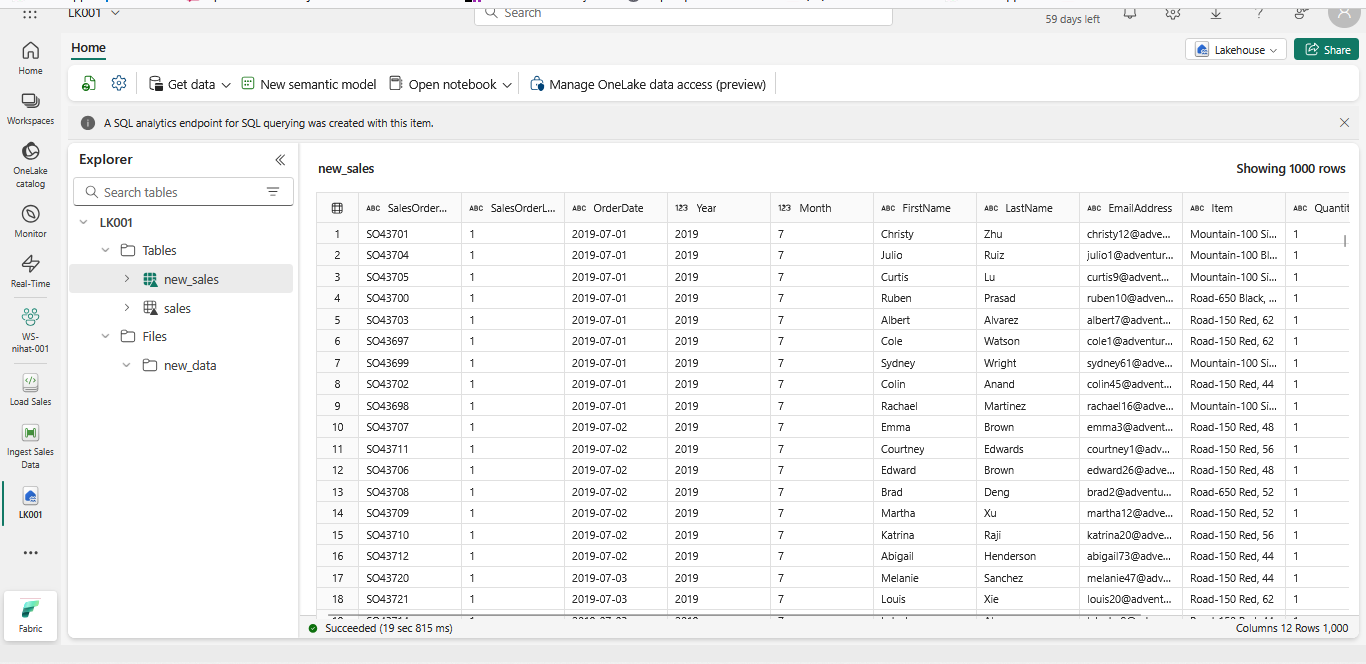 LK001
Search
59 days left
?
Home
Lakehouse
Share
Get data
New semantic model
Open notebook
Manage OneLake data access (preview)
A SQL analytics endpoint for SQL querying was created with this item.
Home
Workspaces
OneLake
catalog
Monitor
Real-Time
WS-
nihat-001
Load Sales
Ingest Sales
Data
LK001
Fabric
Explorer
Search tables
LK001
Tables
new_sales
sales
Files
new_data
new_sales
Showing 1000 rows
ABC SalesOrder... ABC SalesOrderL... ABC OrderDate 123 Year 123 Month ABC FirstName ABC LastName ABC EmailAddress ABC Item ABC Quantit
1 SO43701 1 2019-07-01 2019 7 Christy Zhu christy12@adve... Mountain-100 Si... 1
2 SO43704 1 2019-07-01 2019 7 Julio Ruiz julio1@adventur... Mountain-100 Bl... 1
3 SO43705 1 2019-07-01 2019 7 Curtis Lu curtis9@advent... Mountain-100 Si... 1
4 SO43700 1 2019-07-01 2019 7 Ruben Prasad ruben10@adven... Road-650 Black, ... 1
5 SO43703 1 2019-07-01 2019 7 Albert Alvarez albert7@advent... Road-150 Red, 62 1
6 SO43697 1 2019-07-01 2019 7 Cole Watson cole1@adventur... Road-150 Red, 62 1
7 SO43699 1 2019-07-01 2019 7 Sydney Wright sydney61@adven... Mountain-100 Si... 1
8 SO43702 1 2019-07-01 2019 7 Colin Anand colin45@advent... Road-150 Red, 44 1
9 SO43698 1 2019-07-01 2019 7 Rachael Martinez rachael16@adve... Mountain-100 Si... 1
10 SO43707 1 2019-07-02 2019 7 Emma Brown emma3@advent... Road-150 Red, 48 1
11 SO43711 1 2019-07-02 2019 7 Courtney Edwards courtney1@adv... Road-150 Red, 56 1
12 SO43706 1 2019-07-02 2019 7 Edward Brown edward26@adve... Road-150 Red, 48 1
13 SO43708 1 2019-07-02 2019 7 Brad Deng brad2@adventu... Road-650 Red, 52 1
14 SO43709 1 2019-07-02 2019 7 Martha Xu martha12@adve... Road-150 Red, 52 1
15 SO43710 1 2019-07-02 2019 7 Katrina Raji katrina20@adve... Road-150 Red, 56 1
16 SO43712 1 2019-07-02 2019 7 Abigail Henderson abigail73@adve... Road-150 Red, 44 1
17 SO43720 1 2019-07-03 2019 7 Melanie Sanchez melanie47@adv... Road-150 Red, 44 1
18 SO43721 1 2019-07-03 2019 7 Louis Xie louis20@advent... Road-150 Red, 62 1
Succeeded (19 sec 815 ms)
Columns 12 Rows 1,000